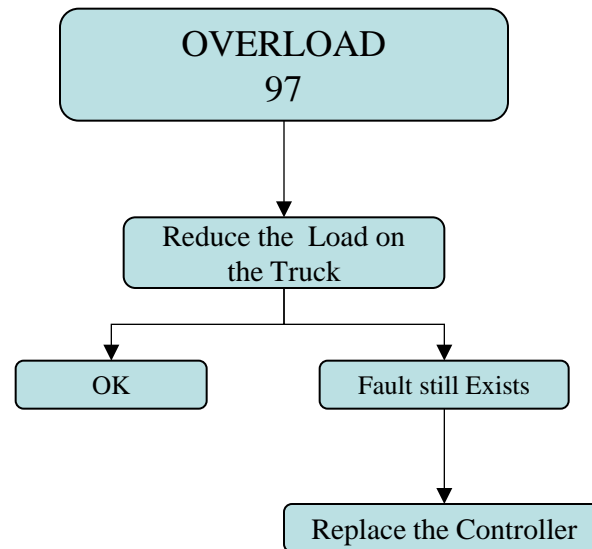 OVERLOAD
97
Reduce the  Load on
the Truck
OK
Fault still Exists
Replace the Controller